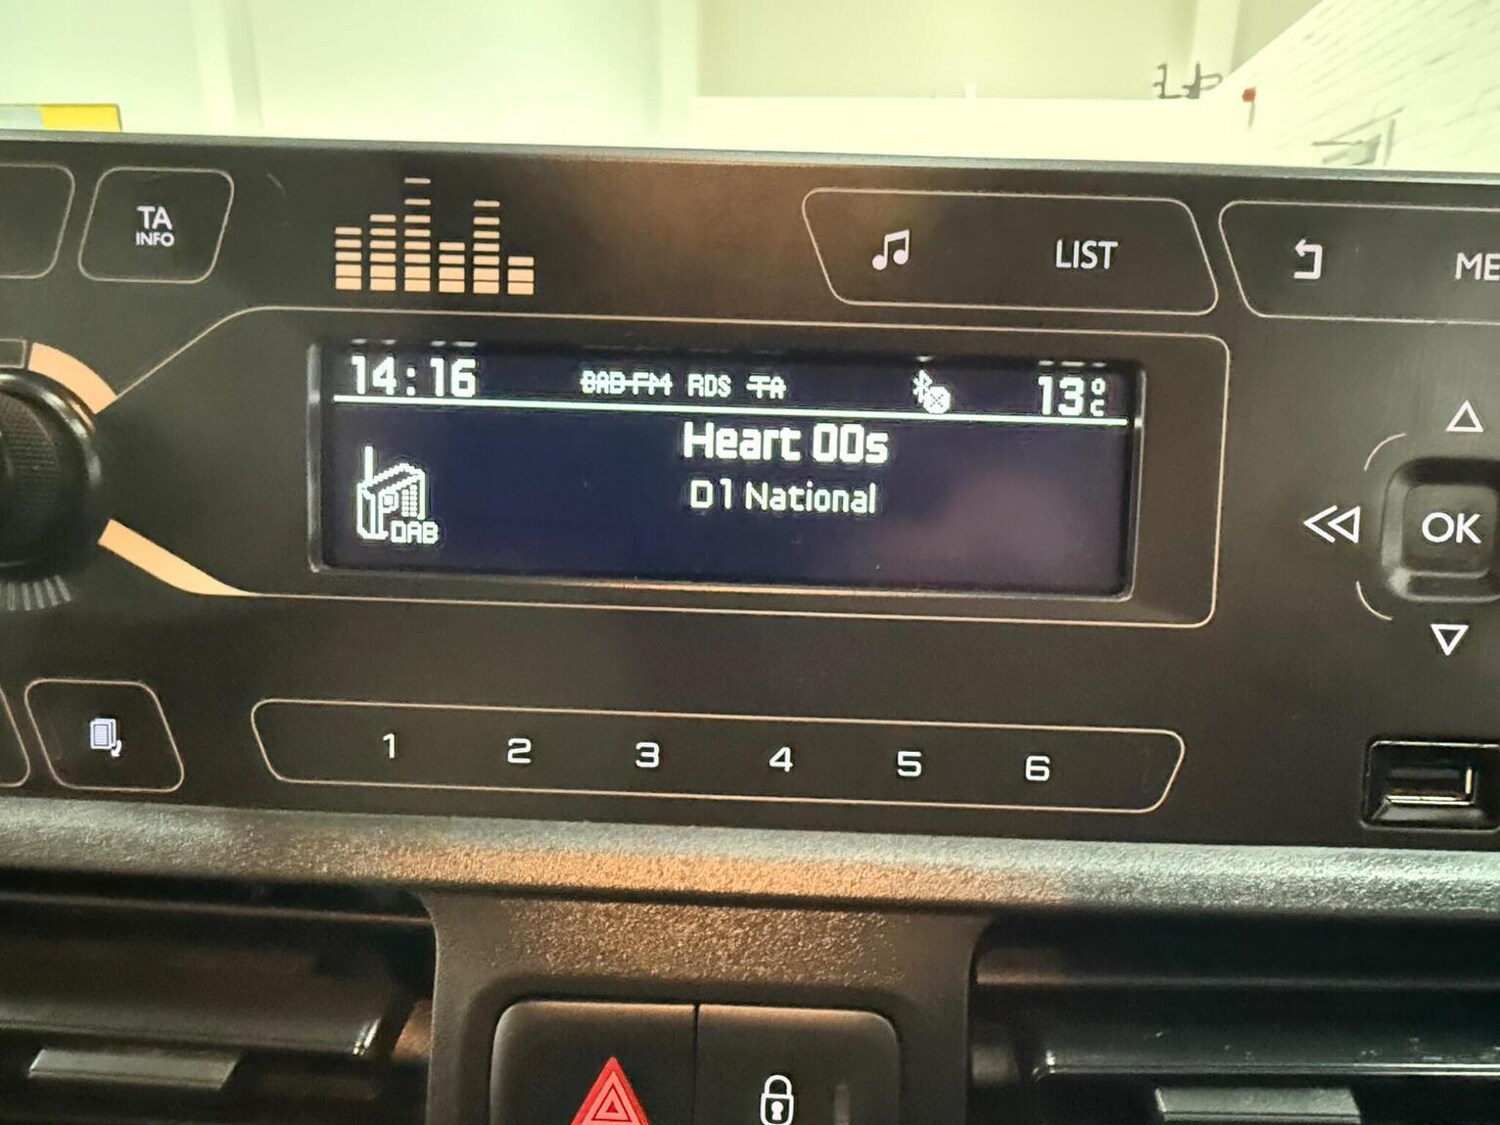 TA
INFO
LIST
ME
14:16 DAB-FM RDS TA 13°C
Heart 00s
D1 National
DAB
OK
1 2 3 4 5 6